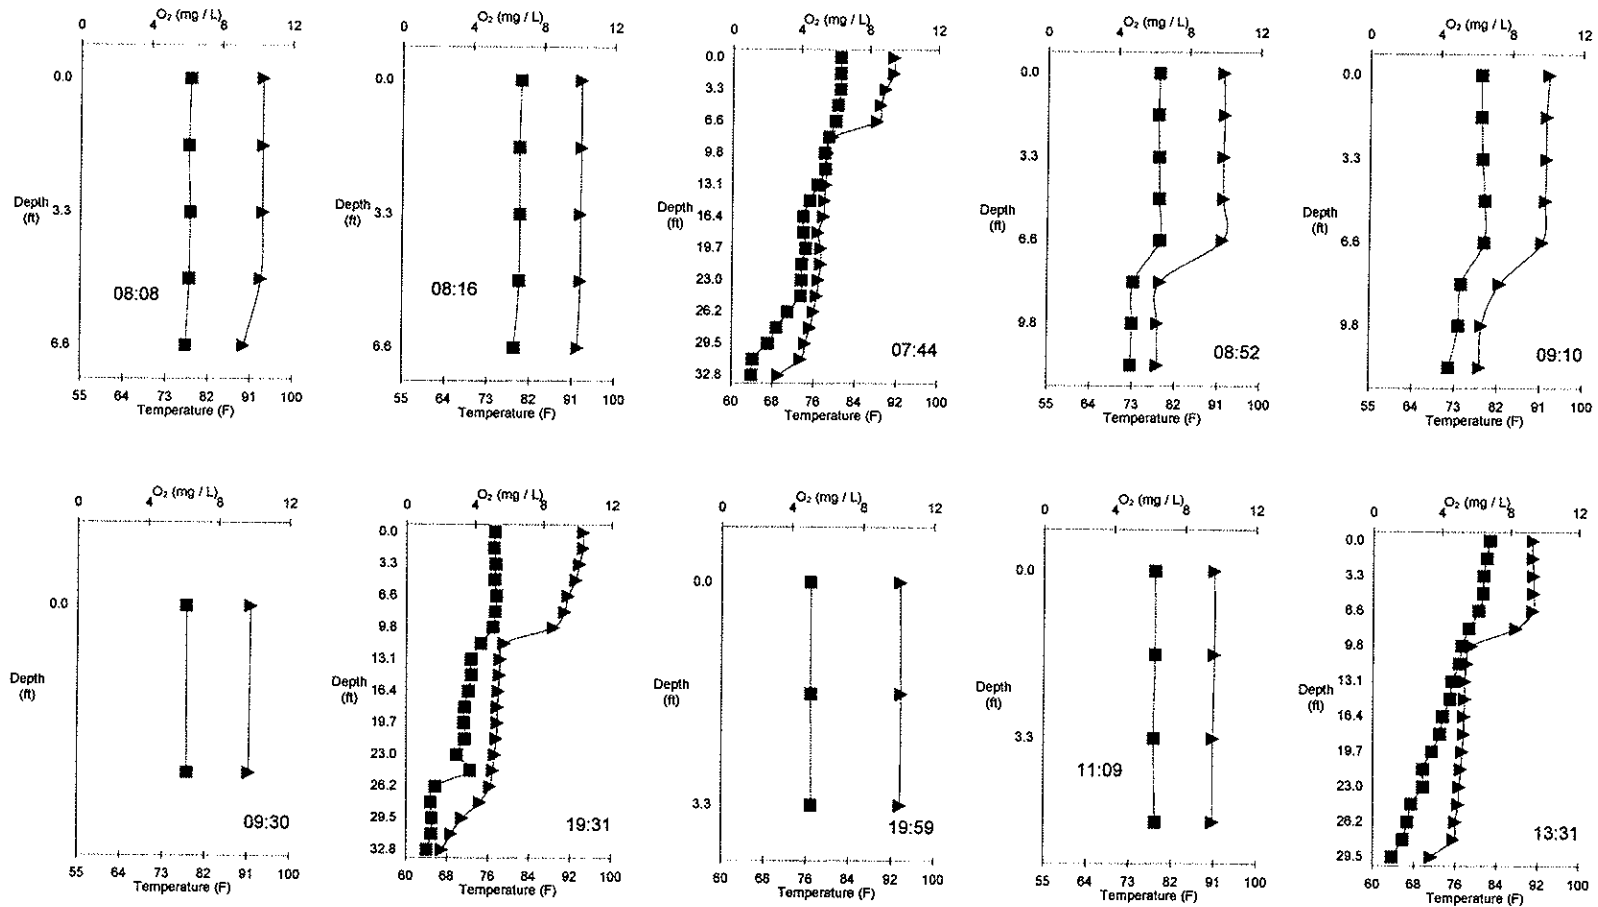 O₂ (mg / L)
0 4 8 12
0.0
3.3
6.6
Depth
(ft)
08:08
55 64 73 82 91 100
Temperature (F)
O₂ (mg / L)
0 4 8 12
0.0
3.3
6.6
Depth
(ft)
08:16
55 64 73 82 91 100
Temperature (F)
O₂ (mg / L)
0 4 8 12
0.0
3.3
6.6
9.8
13.1
16.4
19.7
23.0
26.2
29.5
32.8
Depth
(ft)
07:44
60 68 76 84 92 100
Temperature (F)
O₂ (mg / L)
0 4 8 12
0.0
3.3
6.6
9.8
Depth
(ft)
08:52
55 64 73 82 91 100
Temperature (F)
O₂ (mg / L)
0 4 8 12
0.0
3.3
6.6
9.8
Depth
(ft)
09:10
55 64 73 82 91 100
Temperature (F)
O₂ (mg / L)
0 4 8 12
0.0
Depth
(ft)
09:30
55 64 73 82 91 100
Temperature (F)
O₂ (mg / L)
0 4 8 12
0.0
3.3
6.6
9.8
13.1
16.4
19.7
23.0
26.2
29.5
32.8
Depth
(ft)
19:31
60 68 76 84 92 100
Temperature (F)
O₂ (mg / L)
0 4 8 12
0.0
3.3
Depth
(ft)
19:59
60 68 76 84 92 100
Temperature (F)
O₂ (mg / L)
0 4 8 12
0.0
3.3
Depth
(ft)
11:09
55 64 73 82 91 100
Temperature (F)
O₂ (mg / L)
0 4 8 12
0.0
3.3
6.6
9.8
13.1
16.4
19.7
23.0
26.2
29.5
Depth
(ft)
13:31
60 68 76 84 92 100
Temperature (F)